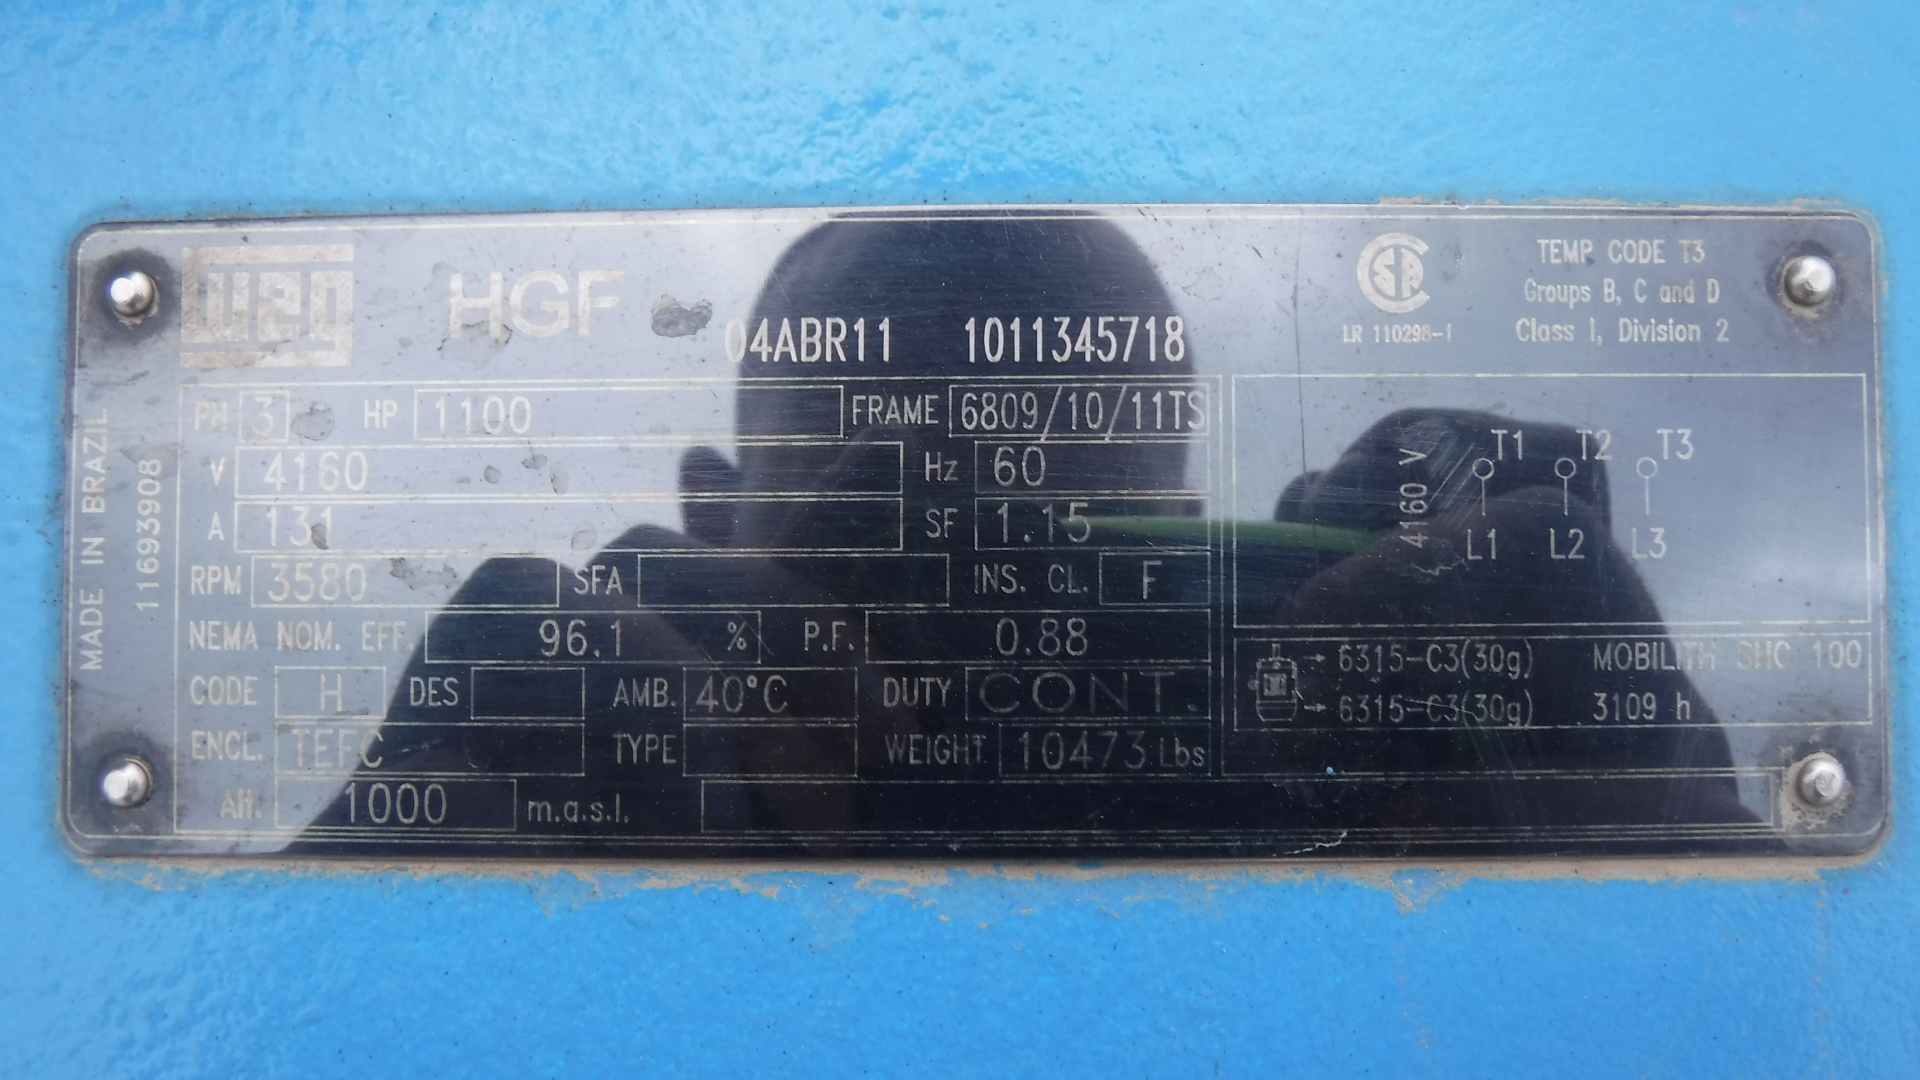 weg HGF
04ABR11 1011345718
LR 110298-1
TEMP CODE T3
Groups B, C and D
Class I, Division 2
MADE IN BRAZIL
11693908
PH 3 HP 1100 FRAME 6809/10/11TS
V 4160 Hz 60
A 131 SF 1.15
RPM 3580 SFA INS. CL. F
NEMA NOM. EFF. 96.1 % P.F. 0.88
CODE H DES AMB. 40°C DUTY CONT.
ENCL. TEFC TYPE WEIGHT 10473 Lbs
Alt. 1000 m.a.s.l.
4160 V
T1 T2 T3
L1 L2 L3
6315-C3(30g) MOBILITH SHC 100
6315-C3(30g) 3109 h